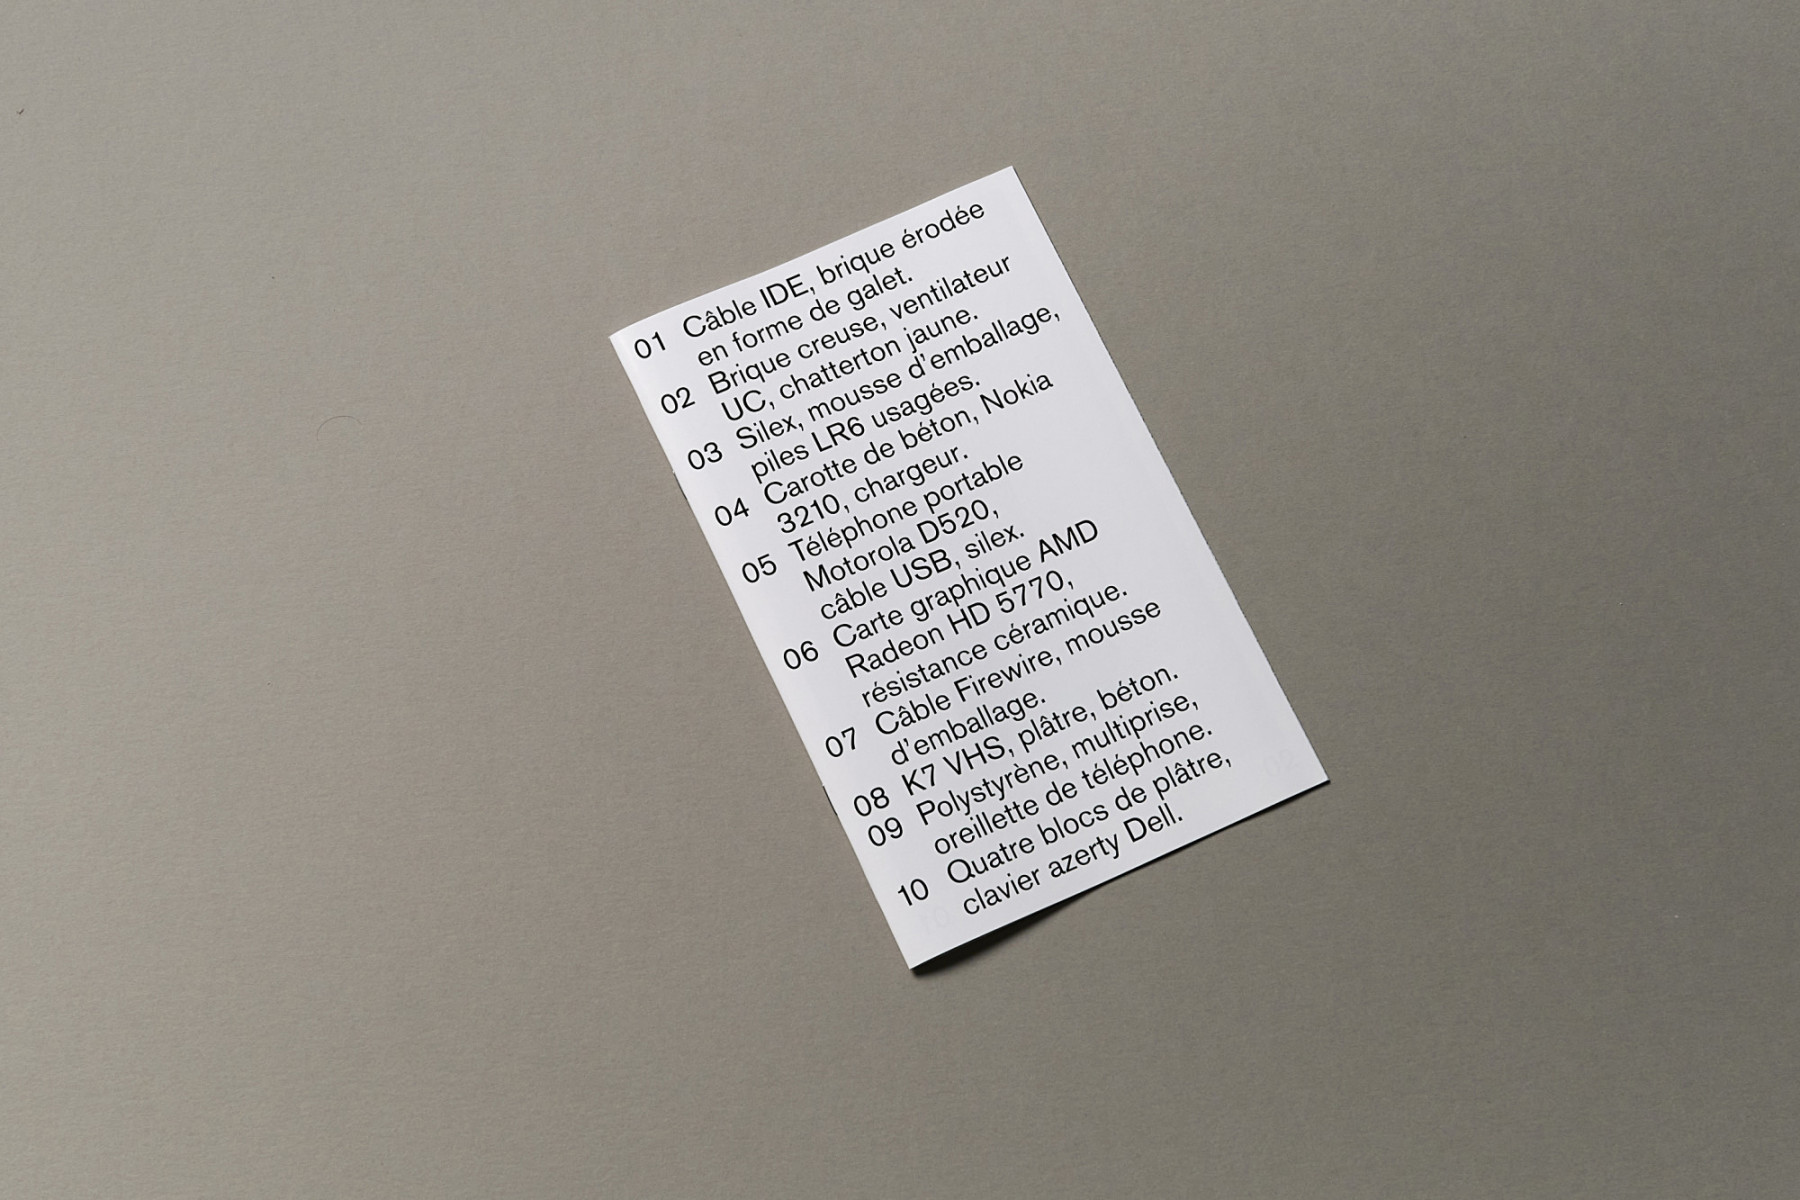 01 Câble IDE, brique érodée
en forme de galet.
02 Brique creuse, ventilateur
UC, chatterton jaune.
03 Silex, mousse d'emballage,
piles LR6 usagées.
04 Carotte de béton, Nokia
3210, chargeur.
05 Téléphone portable
Motorola D520,
câble USB, silex.
06 Carte graphique AMD
Radeon HD 5770,
résistance céramique.
07 Câble Firewire, mousse
d'emballage.
08 K7 VHS, plâtre, béton.
09 Polystyrène, multiprise,
oreillette de téléphone.
10 Quatre blocs de plâtre,
clavier azerty Dell.